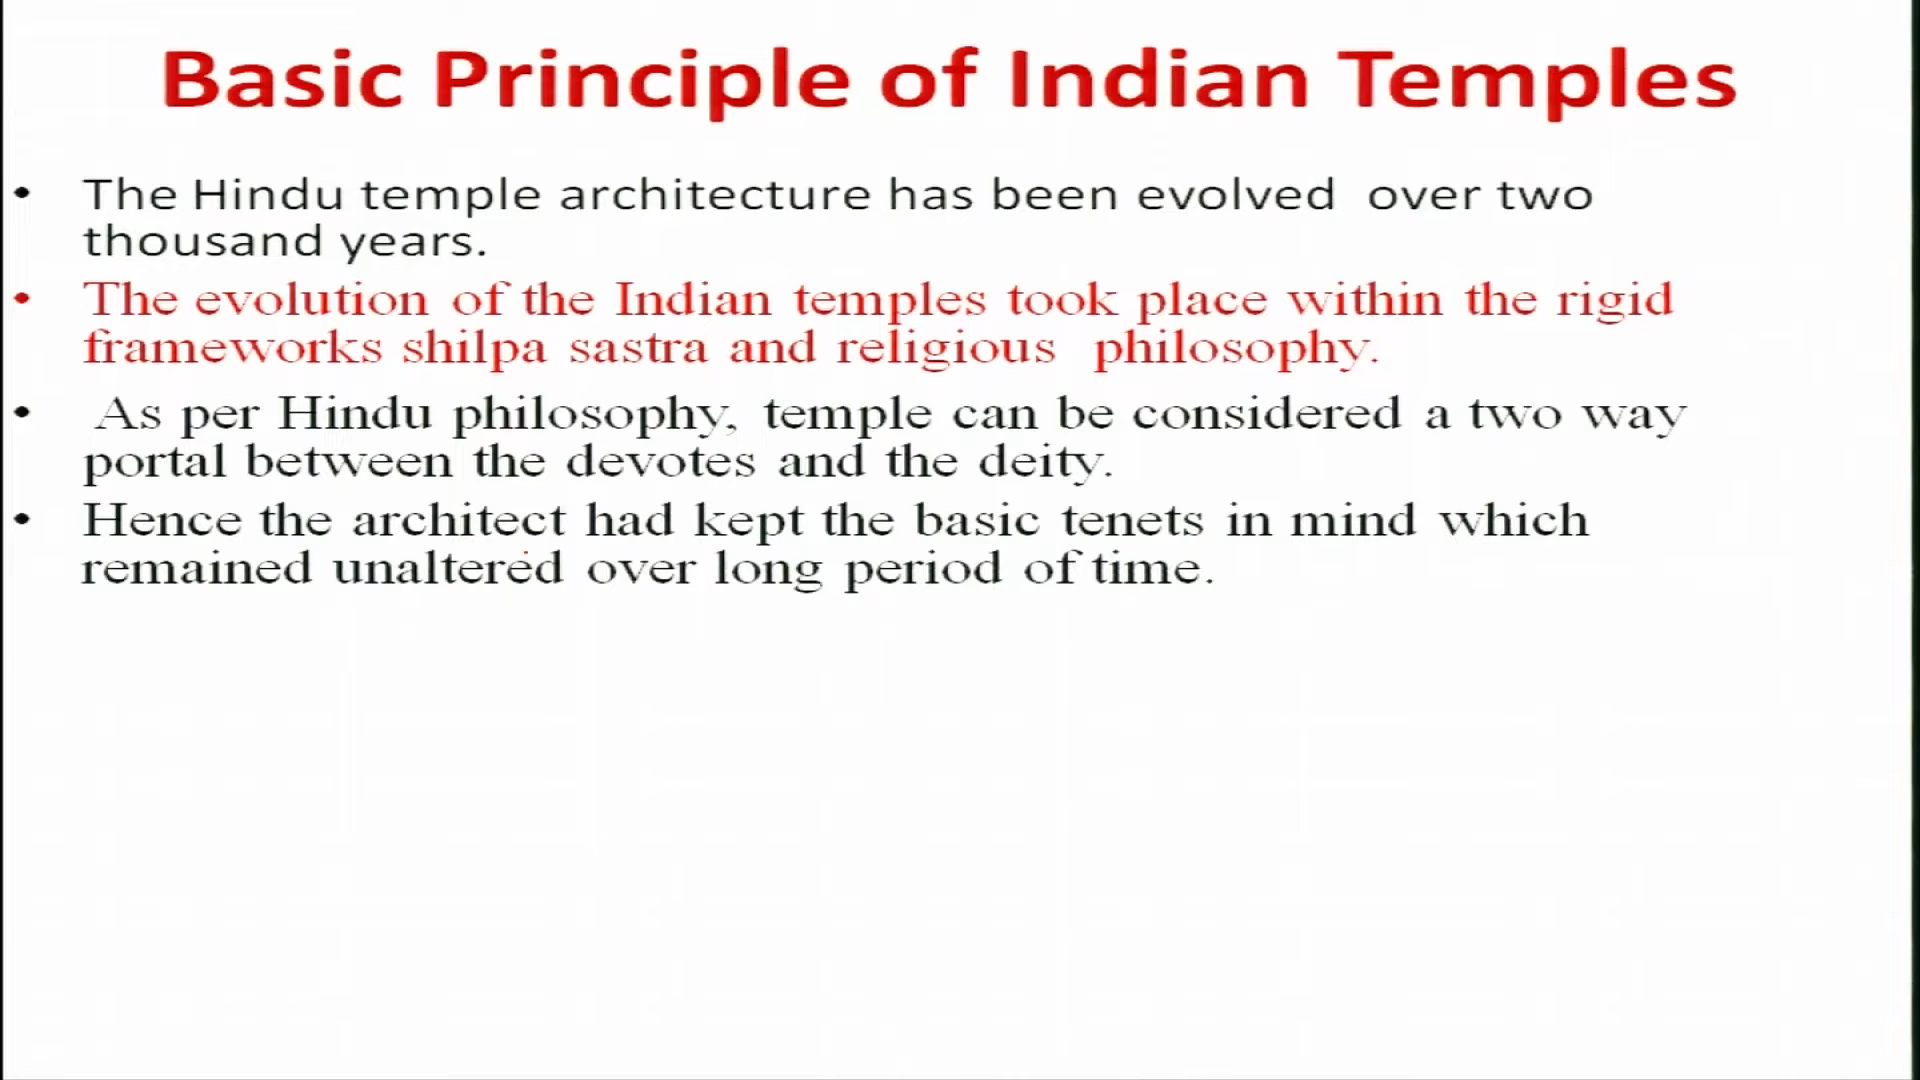 Basic Principle of Indian Temples
• The Hindu temple architecture has been evolved over two
thousand years.
• The evolution of the Indian temples took place within the rigid
frameworks shilpa sastra and religious philosophy.
• As per Hindu philosophy, temple can be considered a two way
portal between the devotes and the deity.
• Hence the architect had kept the basic tenets in mind which
remained unaltered over long period of time.